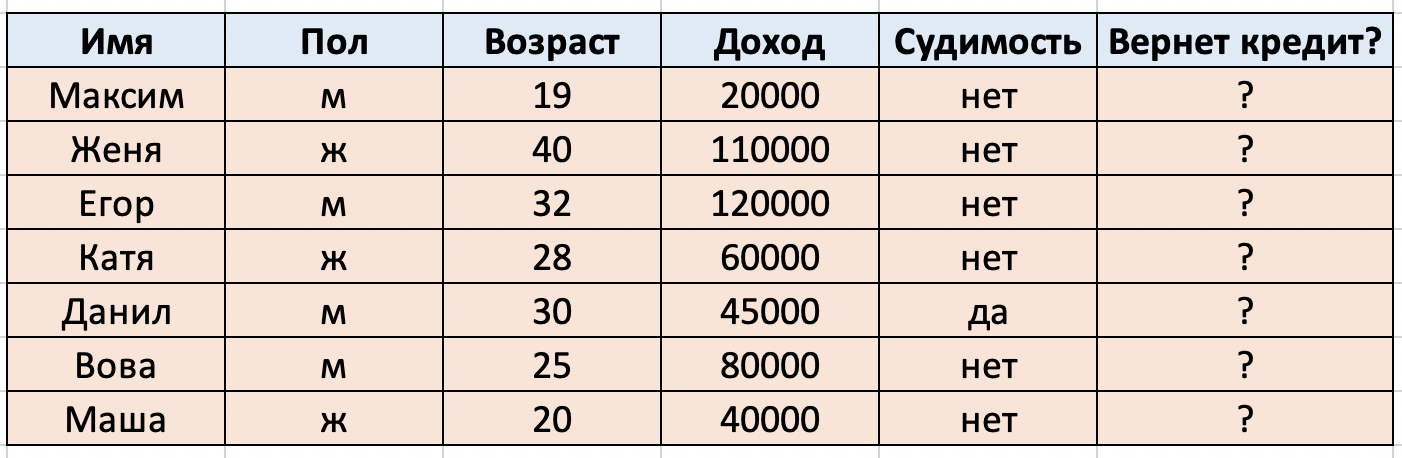 Имя Пол Возраст Доход Судимость Вернет кредит?
Максим м 19 20000 нет ?
Женя ж 40 110000 нет ?
Егор м 32 120000 нет ?
Катя ж 28 60000 нет ?
Данил м 30 45000 да ?
Вова м 25 80000 нет ?
Маша ж 20 40000 нет ?